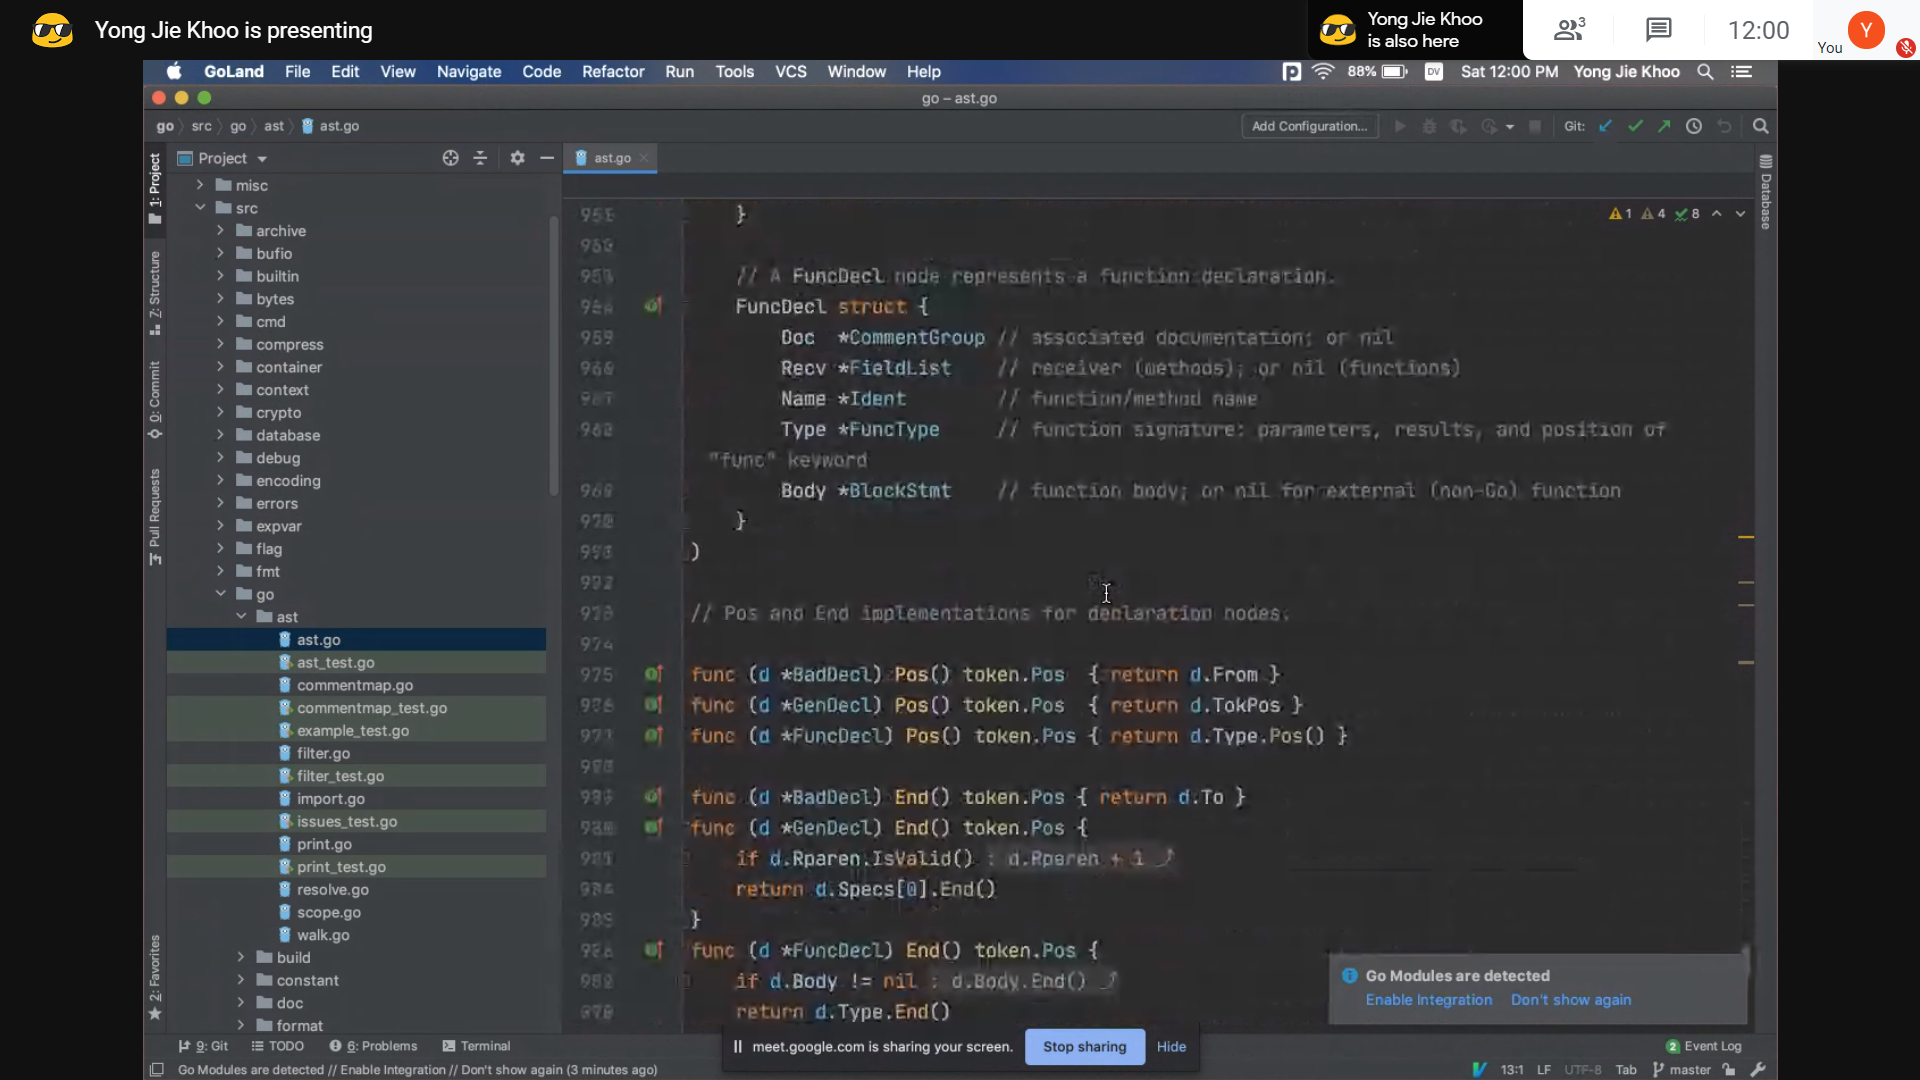 Yong Jie Khoo is presenting
Yong Jie Khoo
is also here
3
12:00
You
Y
GoLand File Edit View Navigate Code Refactor Run Tools VCS Window Help
88% DV Sat 12:00 PM Yong Jie Khoo
go – ast.go
go src go ast ast.go
Add Configuration...
Git:
Project
ast.go
1: Project
7: Structure
0: Commit
Pull Requests
2: Favorites
Database
misc
src
archive
bufio
builtin
bytes
cmd
compress
container
context
crypto
database
debug
encoding
errors
expvar
flag
fmt
go
ast
ast.go
ast_test.go
commentmap.go
commentmap_test.go
example_test.go
filter.go
filter_test.go
import.go
issues_test.go
print.go
print_test.go
resolve.go
scope.go
walk.go
build
constant
doc
format
1 4 8
}
// A FuncDecl node represents a function declaration.
FuncDecl struct {
Doc *CommentGroup // associated documentation; or nil
Recv *FieldList // receiver (methods); or nil (functions)
Name *Ident // function/method name
Type *FuncType // function signature: parameters, results, and position of
"func" keyword
Body *BlockStmt // function body; or nil for external (non-Go) function
}
)
// Pos and End implementations for declaration nodes.
974
975 func (d *BadDecl) Pos() token.Pos { return d.From }
func (d *GenDecl) Pos() token.Pos { return d.TokPos }
func (d *FuncDecl) Pos() token.Pos { return d.Type.Pos() }
func (d *BadDecl) End() token.Pos { return d.To }
func (d *GenDecl) End() token.Pos {
if d.Rparen.IsValid() : d.Rparen + 1
return d.Specs[0].End()
}
func (d *FuncDecl) End() token.Pos {
if d.Body != nil : d.Body.End()
return d.Type.End()
Go Modules are detected
Enable Integration Don't show again
9: Git TODO 6: Problems Terminal
meet.google.com is sharing your screen. Stop sharing Hide
2 Event Log
Go Modules are detected // Enable Integration // Don't show again (3 minutes ago)
13:1 LF UTF-8 Tab master